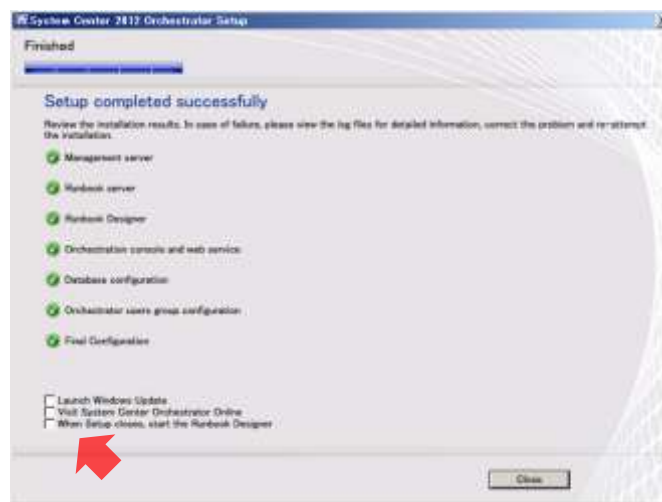 System Center 2012 Orchestrator Setup
Finished
Setup completed successfully
Review the installation results. In case of failure, please view the log files for detailed information, correct the problem and re-attempt
the installation.
Management server
Runbook server
Runbook Designer
Orchestration console and web service
Database configuration
Orchestrator users group configuration
Final Configuration
Launch Windows Update
Visit System Center Orchestrator Online
When Setup closes, start the Runbook Designer
Close